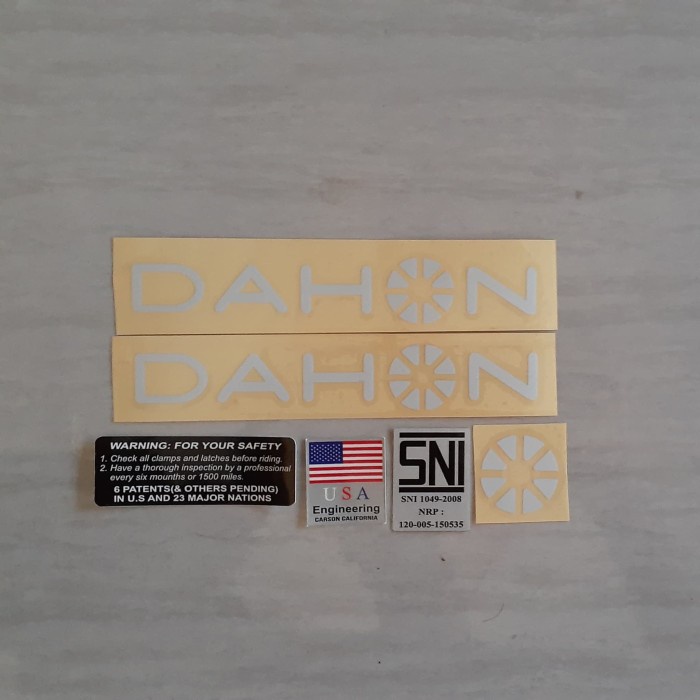 DAHON
DAHON
WARNING: FOR YOUR SAFETY
1. Check all clamps and latches before riding.
2. Have a thorough inspection by a professional
every six mounths or 1500 miles.
6 PATENTS(& OTHERS PENDING)
IN U.S AND 23 MAJOR NATIONS
USA
Engineering
CARSON CALIFORNIA
SNI
SNI 1049-2008
NRP :
120-005-150535